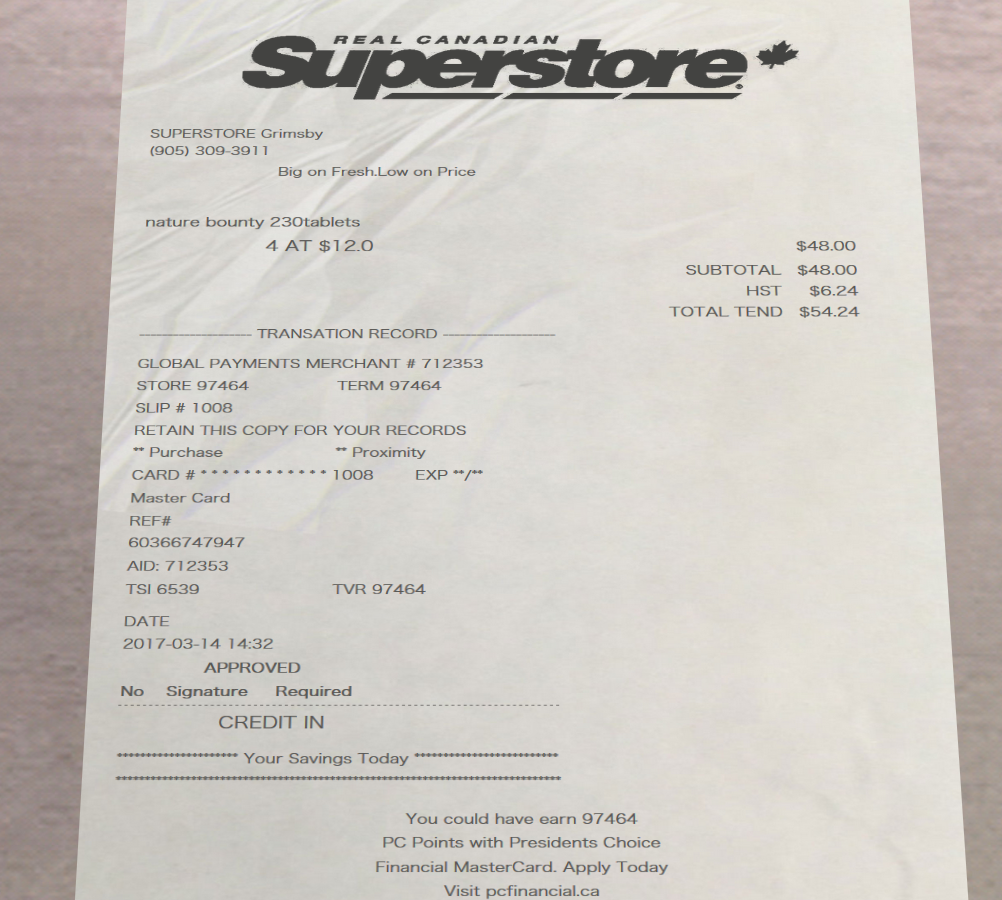 REAL CANADIAN
Superstore
SUPERSTORE Grimsby
(905) 309-3911
Big on Fresh.Low on Price
nature bounty 230tablets
4 AT $12.0 $48.00
SUBTOTAL $48.00
HST $6.24
TOTAL TEND $54.24
-------------------- TRANSATION RECORD --------------------
GLOBAL PAYMENTS MERCHANT # 712353
STORE 97464 TERM 97464
SLIP # 1008
RETAIN THIS COPY FOR YOUR RECORDS
** Purchase ** Proximity
CARD # * * * * * * * * * * * * 1008 EXP **/**
Master Card
REF#
60366747947
AID: 712353
TSI 6539 TVR 97464
DATE
2017-03-14 14:32
APPROVED
No Signature Required
CREDIT IN
********************* Your Savings Today *************************
You could have earn 97464
PC Points with Presidents Choice
Financial MasterCard. Apply Today
Visit pcfinancial.ca